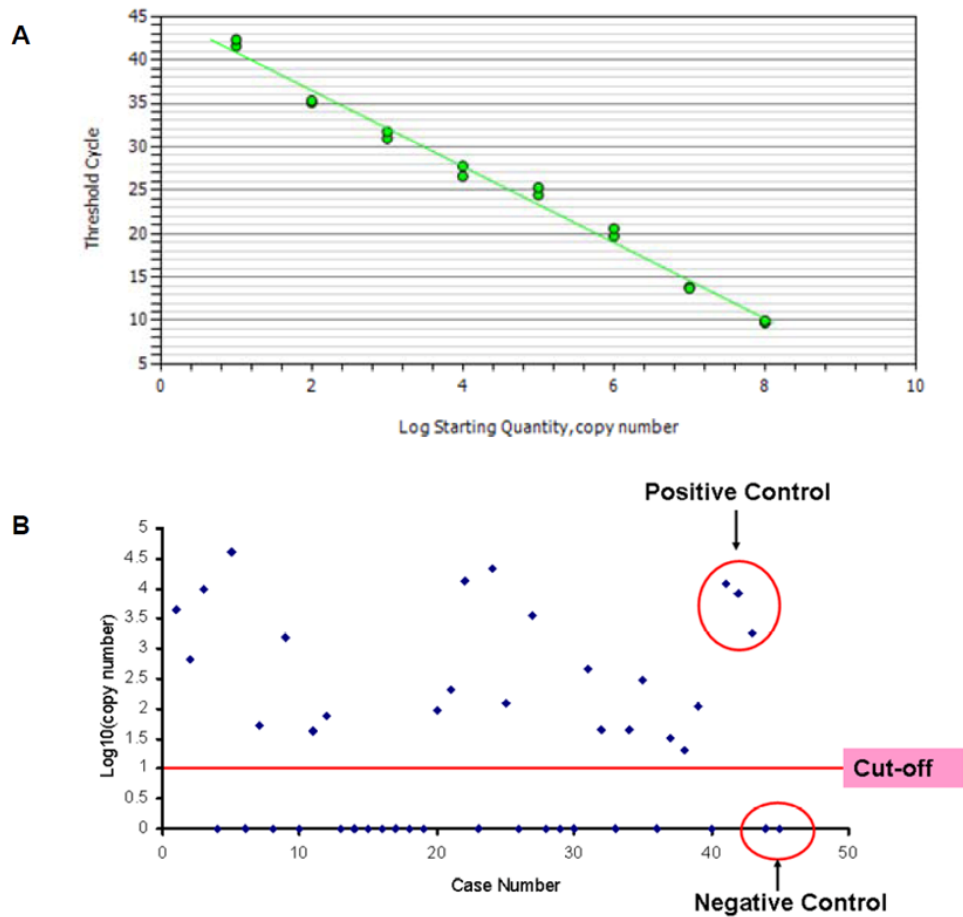 A
45
40
35
30
25
20
15
10
5
0 2 4 6 8 10
Threshold Cycle
Log Starting Quantity,copy number
Positive Control
B
5
4.5
4
3.5
3
2.5
2
1.5
1
0.5
0
0 10 20 30 40 50
Log10(copy number)
Cut-off
Case Number
Negative Control